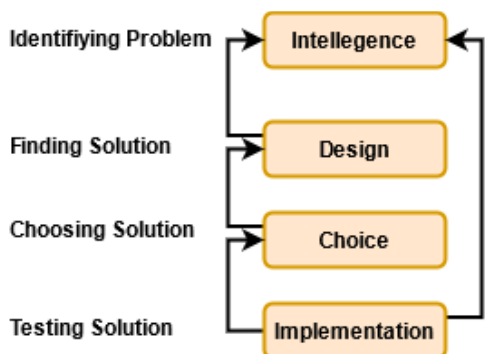 Identifiying Problem
Intellegence
Finding Solution
Design
Choosing Solution
Choice
Testing Solution
Implementation